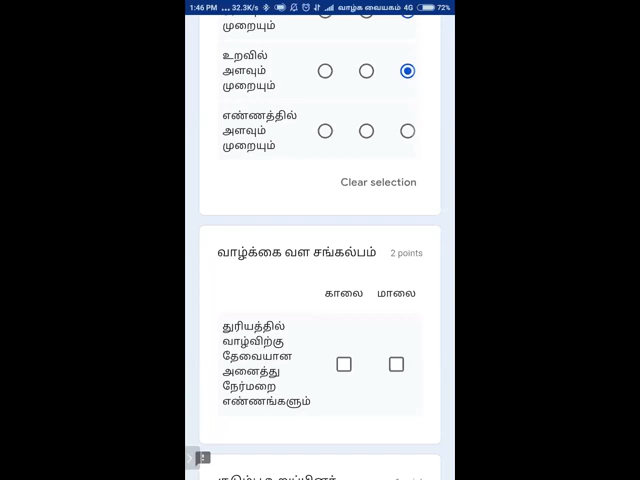 1:46 PM ... 32.3K/s வாழ்க வையகம் 4G 72%
முறையும்
உறவில்
அளவும்
முறையும்
எண்ணத்தில்
அளவும்
முறையும்
Clear selection
வாழ்க்கை வள சங்கல்பம் 2 points
காலை மாலை
துரியத்தில்
வாழ்விற்கு
தேவையான
அனைத்து
நேர்மறை
எண்ணங்களும்